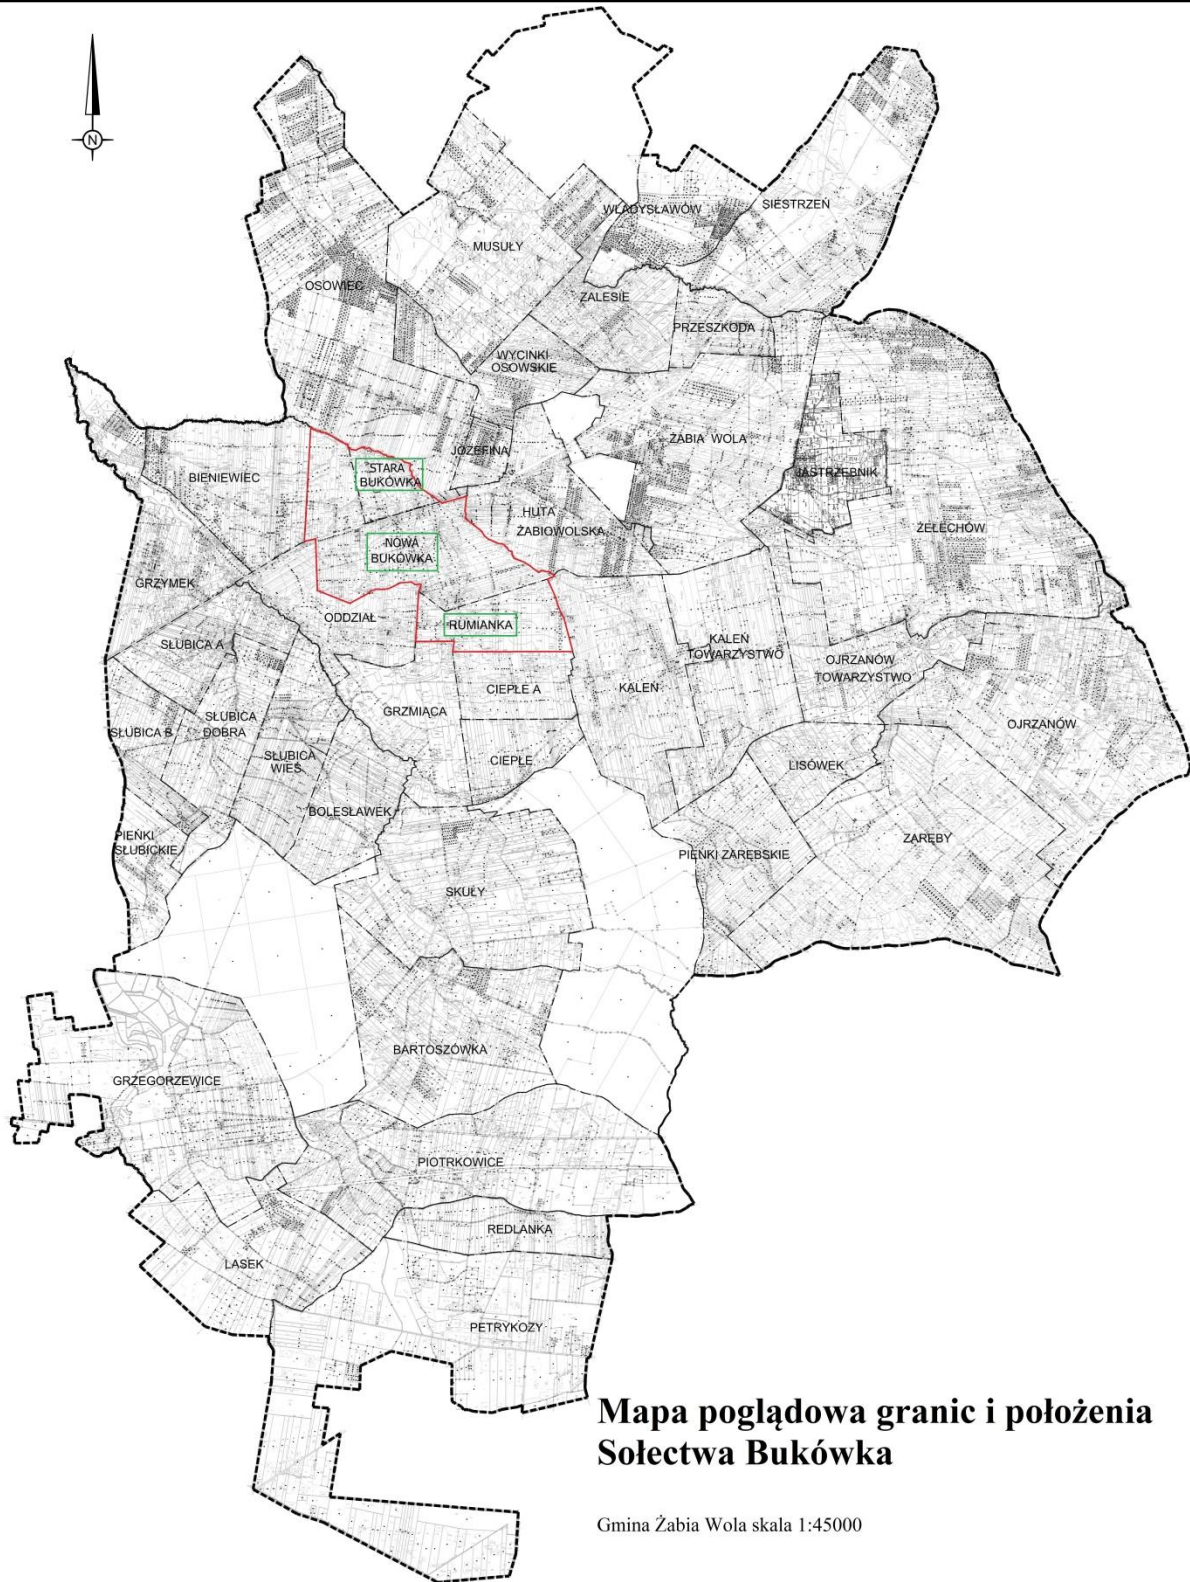 N
SIESTRZEŃ
WŁADYSŁAWÓW
MUSUŁY
OSOWIEC
ZALESIE
PRZESZKODA
WYCINKI
OSOWSKIE
ŻABIA WOLA
JÓZEFINA
STARA
BUKÓWKA
BIENIEWIEC
JASTRZĘBNIK
HUTA
ŻABIOWOLSKA
ŻELECHÓW
NOWA
BUKÓWKA
GRZYMEK
ODDZIAŁ
RUMIANKA
SŁUBICA A
KALEŃ
TOWARZYSTWO
OJRZANÓW
TOWARZYSTWO
CIEPŁE A
KALEŃ
GRZMIĄCA
SŁUBICA
DOBRA
OJRZANÓW
SŁUBICA B
SŁUBICA
WIEŚ
CIEPŁE
LISÓWEK
BOLESŁAWEK
PIEŃKI
SŁUBICKIE
ZARĘBY
PIEŃKI ZARĘBSKIE
SKUŁY
BARTOSZÓWKA
GRZEGORZEWICE
PIOTRKOWICE
REDLANKA
LASEK
PETRYKOZY
Mapa poglądowa granic i położenia
Sołectwa Bukówka
Gmina Żabia Wola skala 1:45000